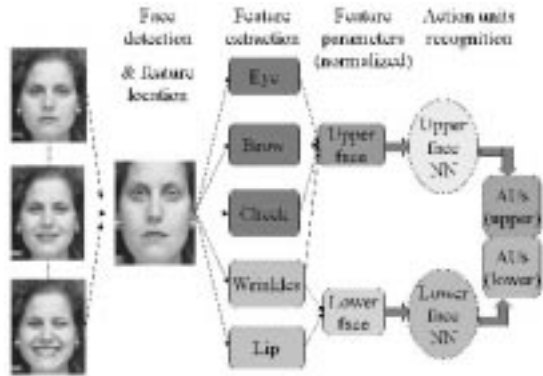 Face
detection
& feature
location
Feature
extraction
Feature
parameters
(normalized)
Action units
recognition
Eye
Brow
Cheek
Wrinkles
Lip
Upper
face
Lower
face
Upper
face
NN
Lower
face
NN
AUs
(upper)
AUs
(lower)